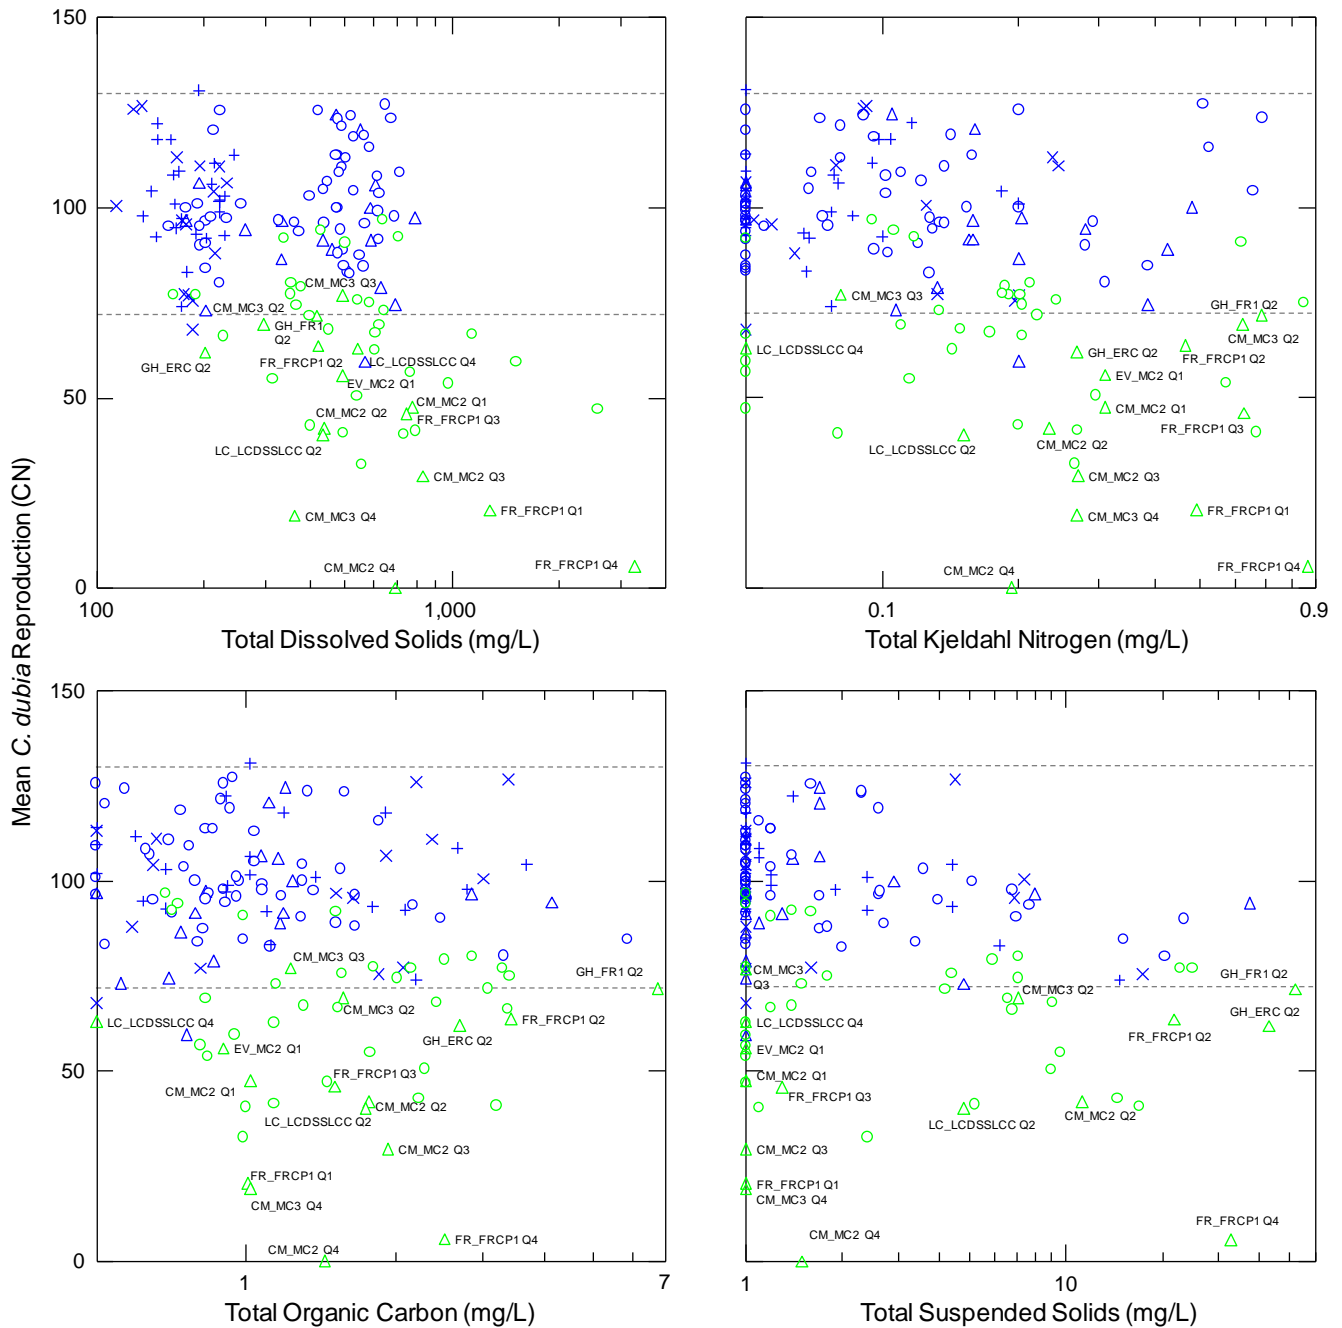 150
100
50
0
CM_MC3 Q3
CM_MC3 Q2
GH_FR1
Q2
GH_ERC Q2
FR_FRCP1 Q2
LC_LCDSSLCC Q4
EV_MC2 Q1
CM_MC2 Q1
CM_MC2 Q2
FR_FRCP1 Q3
LC_LCDSSLCC Q2
CM_MC2 Q3
CM_MC3 Q4
FR_FRCP1 Q1
CM_MC2 Q4
FR_FRCP1 Q4
100
1,000
Total Dissolved Solids (mg/L)
CM_MC3 Q3
GH_FR1 Q2
CM_MC3 Q2
LC_LCDSSLCC Q4
GH_ERC Q2
FR_FRCP1 Q2
EV_MC2 Q1
CM_MC2 Q1
FR_FRCP1 Q3
LC_LCDSSLCC Q2
CM_MC2 Q2
CM_MC2 Q3
CM_MC3 Q4
FR_FRCP1 Q1
CM_MC2 Q4
FR_FRCP1 Q4
0.1
0.9
Total Kjeldahl Nitrogen (mg/L)
Mean C. dubia Reproduction (CN)
150
100
50
0
CM_MC3 Q3
GH_FR1 Q2
CM_MC3 Q2
LC_LCDSSLCC Q4
FR_FRCP1 Q2
GH_ERC Q2
EV_MC2 Q1
FR_FRCP1 Q3
CM_MC2 Q1
CM_MC2 Q2
LC_LCDSSLCC Q2
CM_MC2 Q3
FR_FRCP1 Q1
CM_MC3 Q4
CM_MC2 Q4
FR_FRCP1 Q4
1
7
Total Organic Carbon (mg/L)
CM_MC3
Q3
GH_FR1 Q2
CM_MC3 Q2
LC_LCDSSLCC Q4
GH_ERC Q2
FR_FRCP1 Q2
EV_MC2 Q1
CM_MC2 Q1
FR_FRCP1 Q3
LC_LCDSSLCC Q2
CM_MC2 Q2
CM_MC2 Q3
FR_FRCP1 Q1
CM_MC3 Q4
CM_MC2 Q4
FR_FRCP1 Q4
1
10
Total Suspended Solids (mg/L)